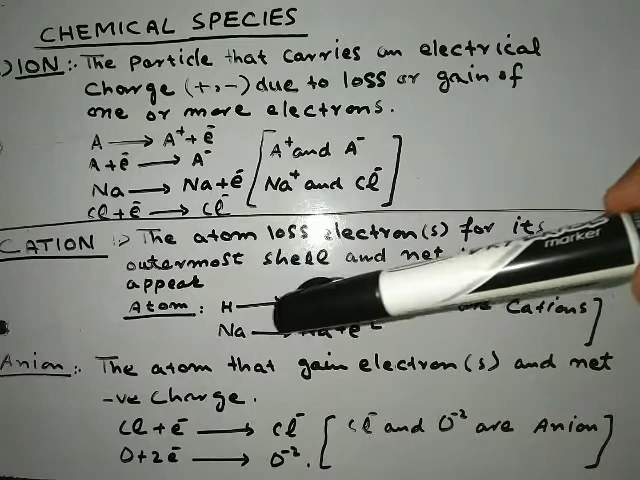 CHEMICAL SPECIES
)ION:- The particle that carries an electrical
charge (+,-) due to loss or gain of
one or more electrons.
A → A⁺ + ē
A + ē → A⁻ [A⁺ and A⁻
Na → Na + ē Na⁺ and Cl⁻]
Cl + ē → Cl⁻
CATION :- The atom loss electron(s) for its
outermost shell and net
appear
marker
Atom : H → Cations]
Na →
Anion:. The atom that gain electron(s) and net
-ve charge.
Cl + ē → Cl⁻ [Cl⁻ and O⁻² are Anion]
O + 2ē → O⁻².